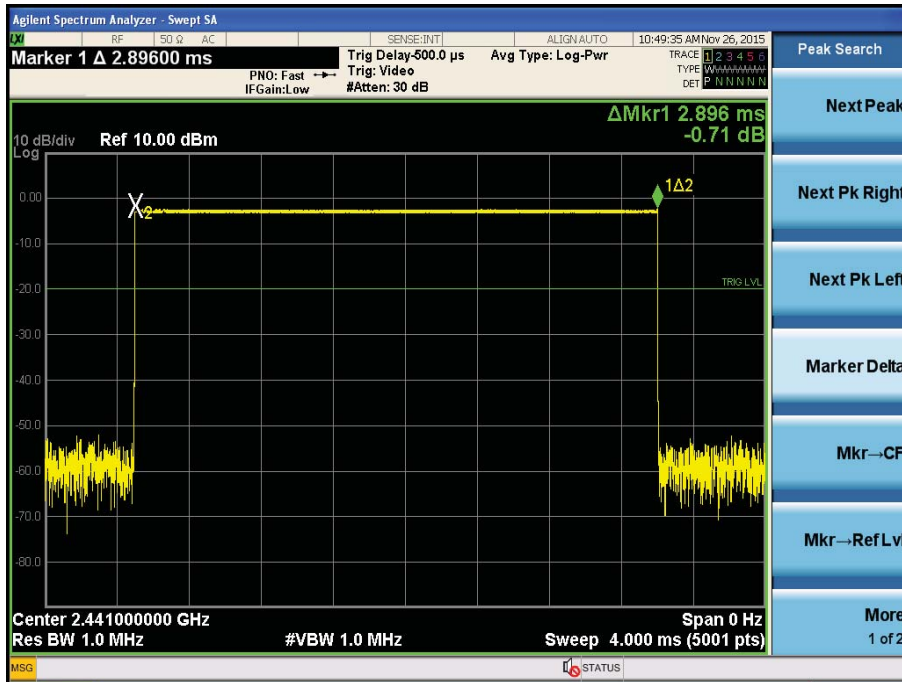 Agilent Spectrum Analyzer - Swept SA
LXI RF 50 Ω AC SENSE:INT ALIGN AUTO 10:49:35 AM Nov 26, 2015
Marker 1 Δ 2.89600 ms
PNO: Fast
IFGain:Low
Trig Delay-500.0 µs
Trig: Video
#Atten: 30 dB
Avg Type: Log-Pwr
TRACE 1 2 3 4 5 6
TYPE W
DET P N N N N N
Peak Search
Next Peak
Next Pk Right
Next Pk Left
Marker Delta
Mkr→CF
Mkr→Ref Lvl
More
1 of 2
ΔMkr1 2.896 ms
-0.71 dB
10 dB/div Ref 10.00 dBm
Log
0.00
-10.0
-20.0
-30.0
-40.0
-50.0
-60.0
-70.0
-80.0
X2
1Δ2
TRIG LVL
Center 2.441000000 GHz Span 0 Hz
Res BW 1.0 MHz #VBW 1.0 MHz Sweep 4.000 ms (5001 pts)
MSG STATUS